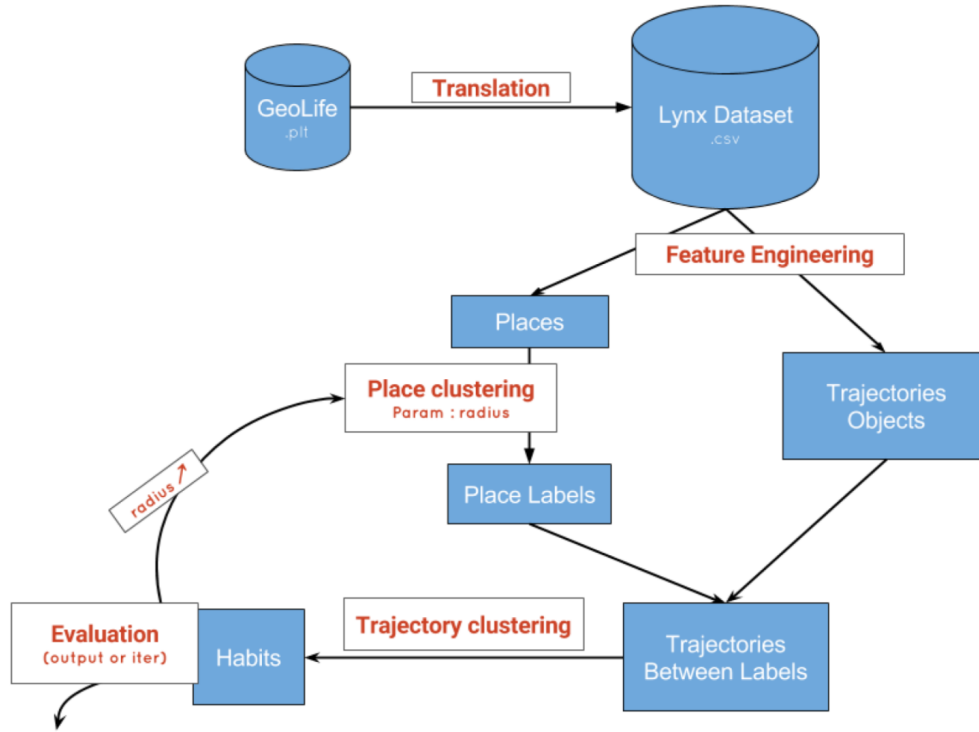 GeoLife
.plt
Translation
Lynx Dataset
.csv
Feature Engineering
Places
Place clustering
Param : radius
Trajectories
Objects
radius ↗
Place Labels
Evaluation
(output or iter)
Habits
Trajectory clustering
Trajectories
Between Labels